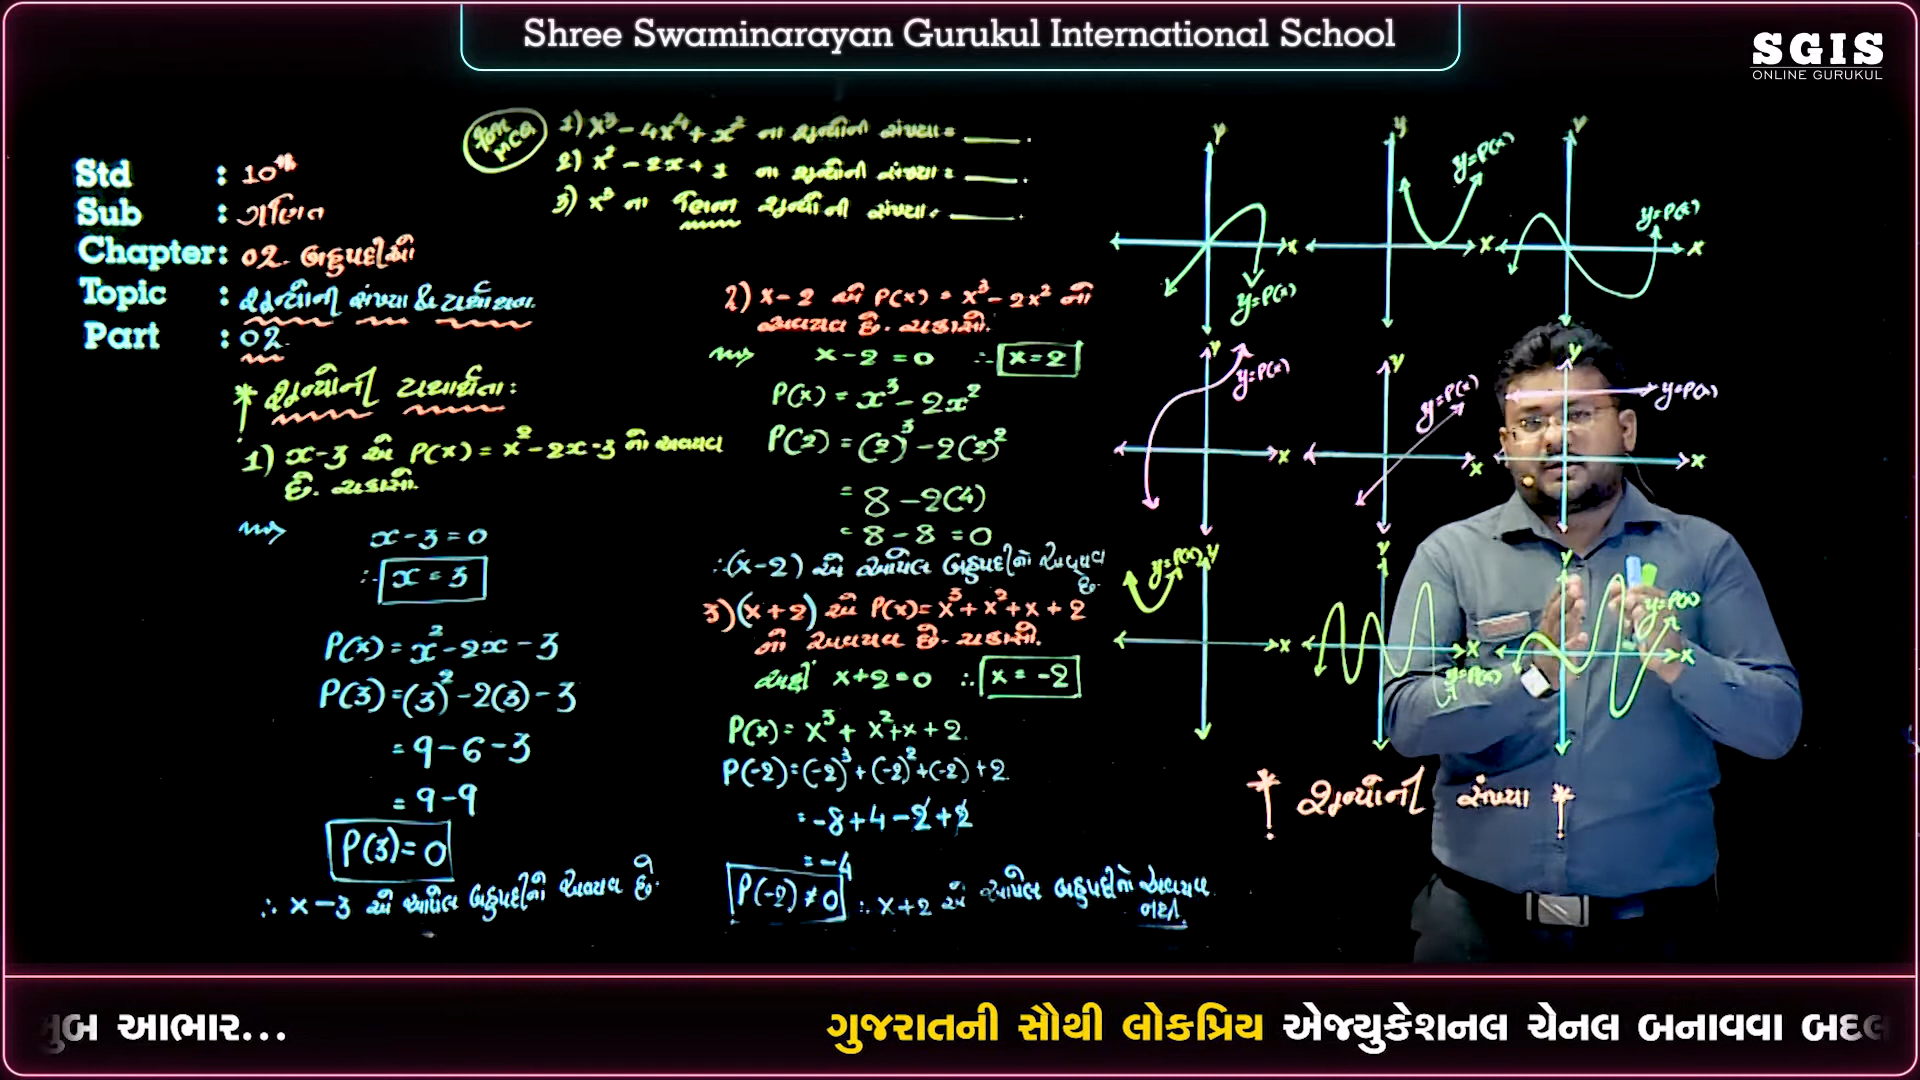 Shree Swaminarayan Gurukul International School
SGIS
ONLINE GURUKUL
Std : 10th
Sub : ગણિત
Chapter : 02. બહુપદીઓ
Topic : શૂન્યોની સંખ્યા & યથાર્થતા.
Part : 02.
MCQ
1) x⁵ - 4x⁴ + x² ના શૂન્યોની સંખ્યા = ____.
2) x² - 2x + 1 ના શૂન્યોની સંખ્યા = ____.
3) x³ ના ભિન્ન શૂન્યોની સંખ્યા = ____.
* શૂન્યોની યથાર્થતા :
1) x-3 એ P(x) = x² - 2x - 3 નો અવયવ
છે. ચકાસો.
x - 3 = 0
∴ x = 3
P(x) = x² - 2x - 3
P(3) = (3)² - 2(3) - 3
= 9 - 6 - 3
= 9 - 9
P(3) = 0
∴ x - 3 એ આપેલ બહુપદીનો અવયવ છે.
2) x - 2 એ P(x) = x³ - 2x² નો
અવયવ છે. ચકાસો.
x - 2 = 0 ∴ x = 2
P(x) = x³ - 2x²
P(2) = (2)³ - 2(2)²
= 8 - 2(4)
= 8 - 8 = 0
∴ (x-2) એ આપેલ બહુપદીનો અવયવ
છે.
3) (x + 2) એ P(x) = x³ + x² + x + 2
નો અવયવ છે. ચકાસો.
અહીં x + 2 = 0 ∴ x = -2
P(x) = x³ + x² + x + 2.
P(-2) = (-2)³ + (-2)² + (-2) + 2.
= -8 + 4 - 2 + 2
= -4
P(-2) ≠ 0 ∴ x + 2 એ આપેલ બહુપદીનો અવયવ
નથી.
y x y=P(x)
y x y=P(x)
y x y=P(x)
y x y=P(x)
y x y=P(x)
y x y=P(x)
y x y=P(x)
y x y=P(x)
y x y=P(x)
* શૂન્યોની સંખ્યા *
ખુબ આભાર... ગુજરાતની સૌથી લોકપ્રિય એજ્યુકેશનલ ચેનલ બનાવવા બદલ